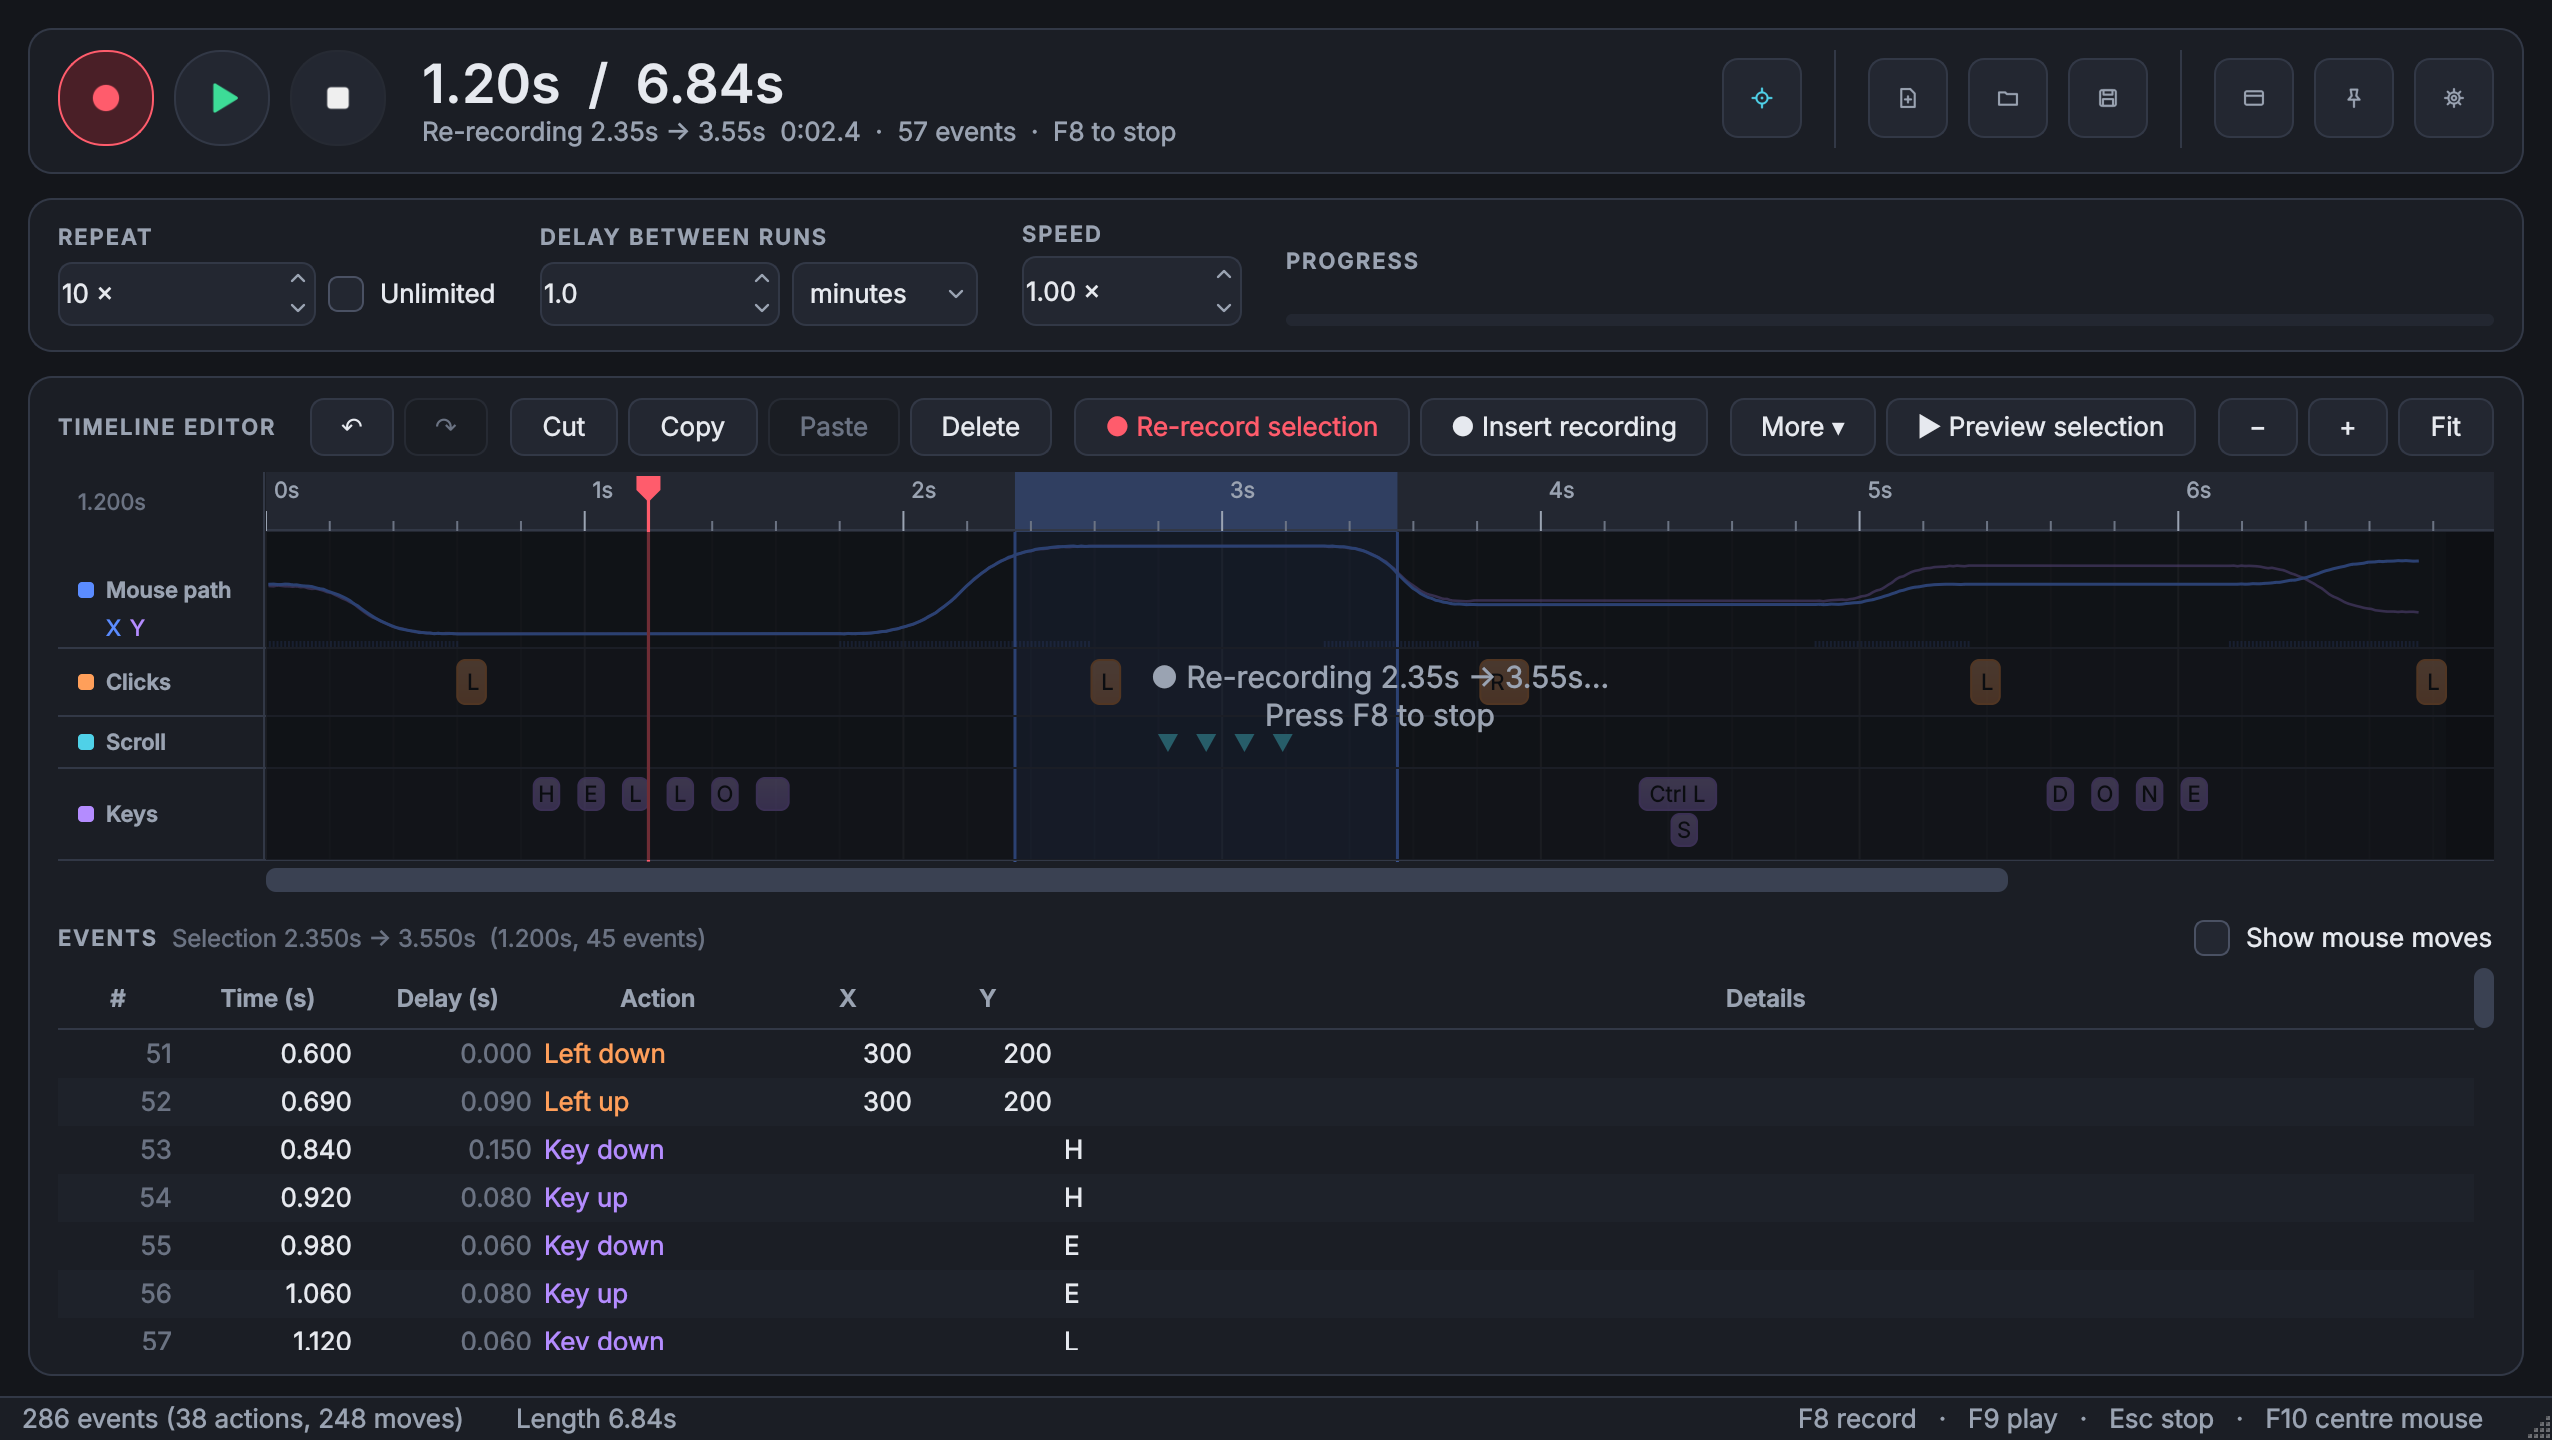 1.20s / 6.84s
Re-recording 2.35s → 3.55s 0:02.4 · 57 events · F8 to stop
REPEAT
10 ×
Unlimited
DELAY BETWEEN RUNS
1.0
minutes
SPEED
1.00 ×
PROGRESS
TIMELINE EDITOR
Cut
Copy
Paste
Delete
Re-record selection
Insert recording
More ▾
Preview selection
−
+
Fit
1.200s
0s 1s 2s 3s 4s 5s 6s
Mouse path
X Y
Clicks
L L R L L
Re-recording 2.35s → 3.55s...
Press F8 to stop
Scroll
Keys
H E L L O Ctrl L D O N E
S
EVENTS Selection 2.350s → 3.550s (1.200s, 45 events)
Show mouse moves
# Time (s) Delay (s) Action X Y Details
51 0.600 0.000 Left down 300 200
52 0.690 0.090 Left up 300 200
53 0.840 0.150 Key down H
54 0.920 0.080 Key up H
55 0.980 0.060 Key down E
56 1.060 0.080 Key up E
57 1.120 0.060 Key down L
286 events (38 actions, 248 moves) Length 6.84s
F8 record · F9 play · Esc stop · F10 centre mouse